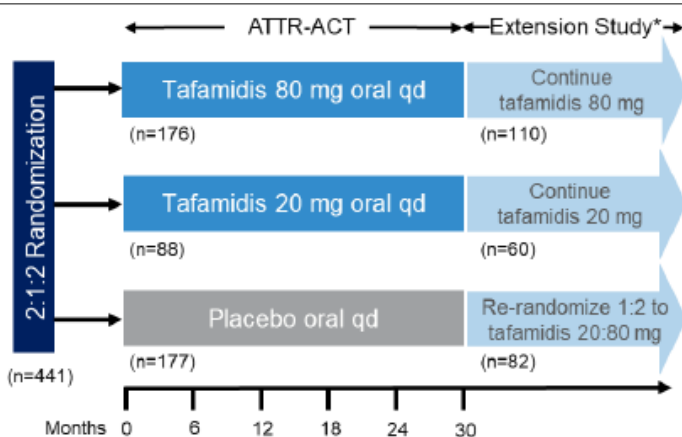 ATTR-ACT
Extension Study*
2:1:2 Randomization
(n=441)
Tafamidis 80 mg oral qd
(n=176)
Continue
tafamidis 80 mg
(n=110)
Tafamidis 20 mg oral qd
(n=88)
Continue
tafamidis 20 mg
(n=60)
Placebo oral qd
(n=177)
Re-randomize 1:2 to
tafamidis 20:80 mg
(n=82)
Months 0 6 12 18 24 30